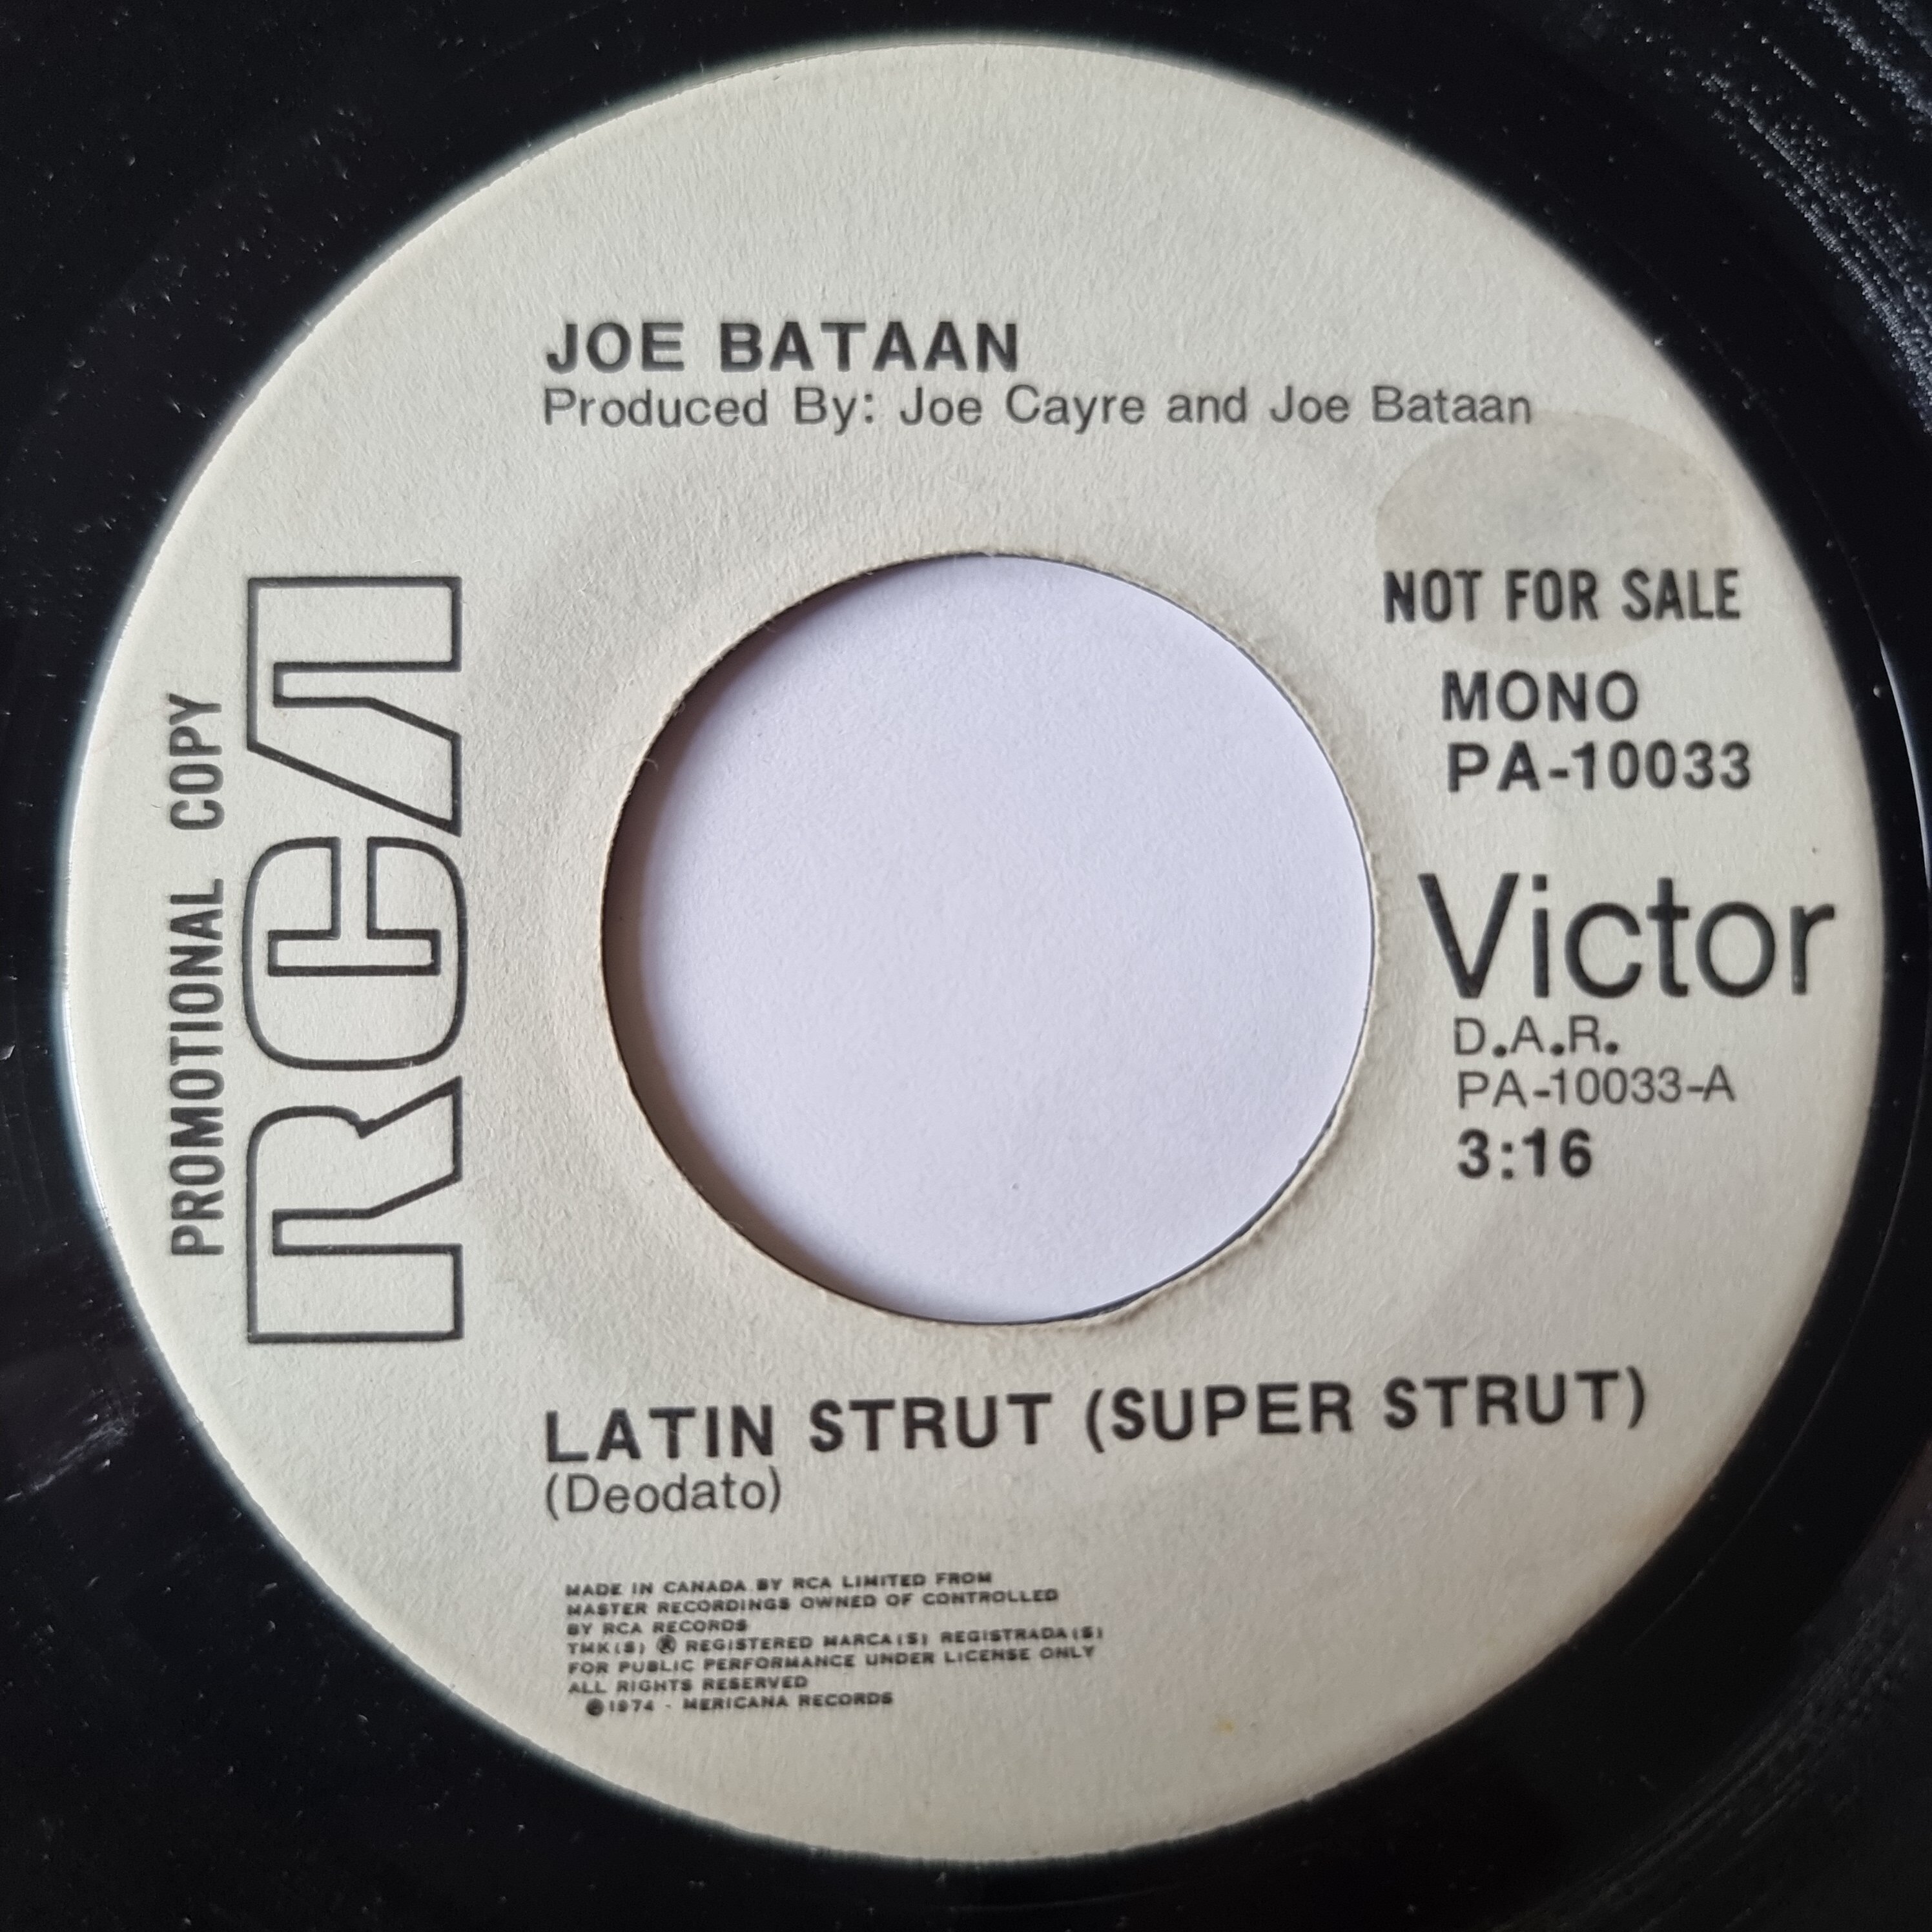 JOE BATAAN
Produced By: Joe Cayre and Joe Bataan
PROMOTIONAL COPY
RCA
NOT FOR SALE
MONO
PA-10033
Victor
D.A.R.
PA-10033-A
3:16
LATIN STRUT (SUPER STRUT)
(Deodato)
MADE IN CANADA BY RCA LIMITED FROM
MASTER RECORDINGS OWNED OF CONTROLLED
BY RCA RECORDS
TMK(S) ® REGISTERED MARCA(S) REGISTRADA(S)
FOR PUBLIC PERFORMANCE UNDER LICENSE ONLY
ALL RIGHTS RESERVED
℗1974 - MERICANA RECORDS